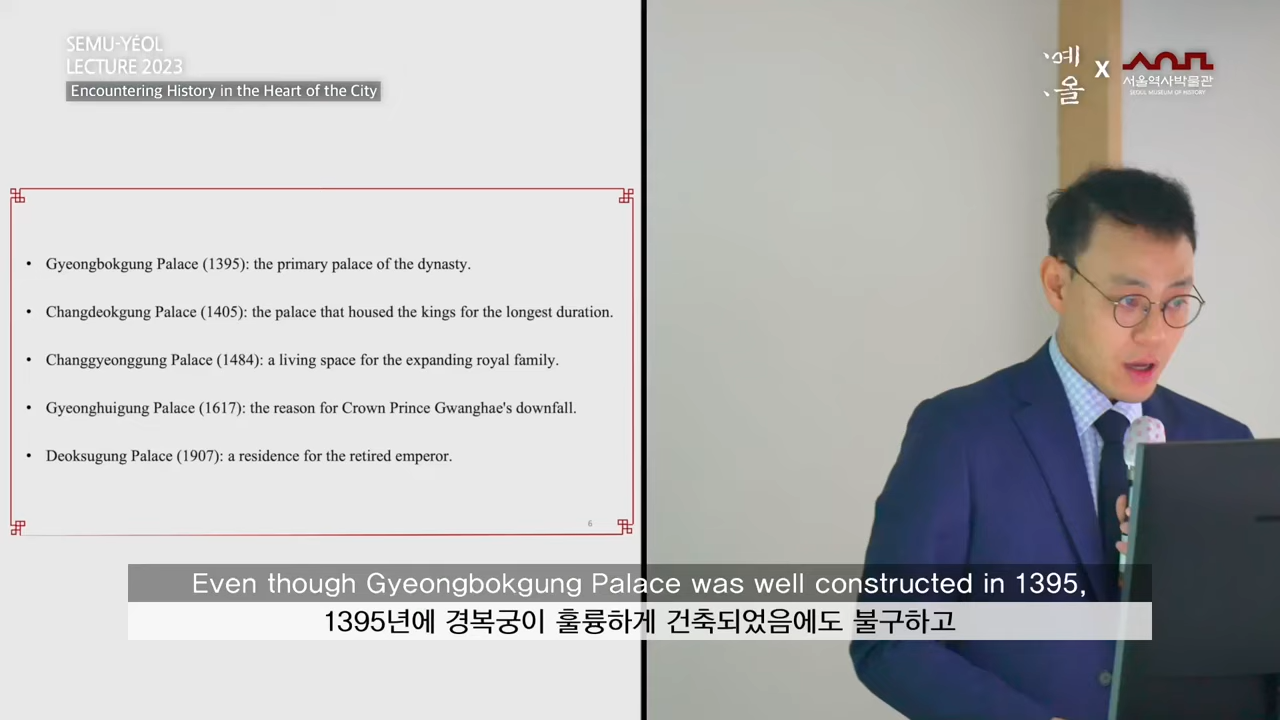 SEMU-YÉOL
LECTURE 2023
Encountering History in the Heart of the City
예
올
X
서울역사박물관
SEOUL MUSEUM OF HISTORY
• Gyeongbokgung Palace (1395): the primary palace of the dynasty.
• Changdeokgung Palace (1405): the palace that housed the kings for the longest duration.
• Changgyeonggung Palace (1484): a living space for the expanding royal family.
• Gyeonghuigung Palace (1617): the reason for Crown Prince Gwanghae's downfall.
• Deoksugung Palace (1907): a residence for the retired emperor.
6
Even though Gyeongbokgung Palace was well constructed in 1395,
1395년에 경복궁이 훌륭하게 건축되었음에도 불구하고